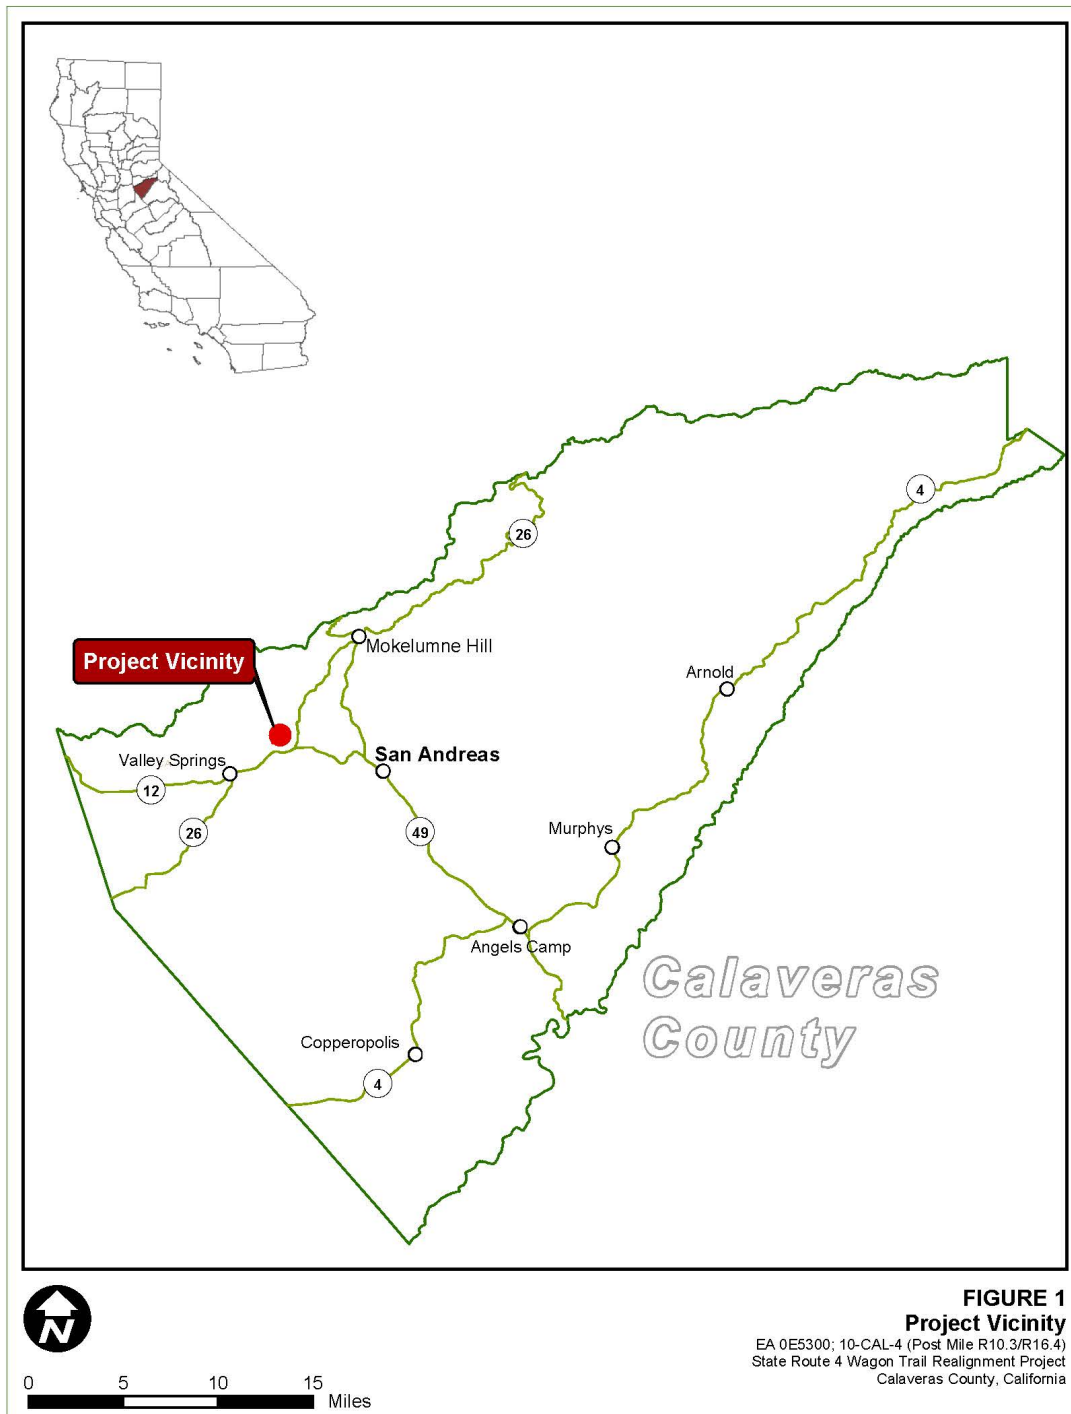 4
26
Mokelumne Hill
Project Vicinity
Arnold
San Andreas
Valley Springs
12
26
49
Murphys
Angels Camp
Calaveras
County
Copperopolis
4
N
0 5 10 15
Miles
FIGURE 1
Project Vicinity
EA 0E5300; 10-CAL-4 (Post Mile R10.3/R16.4)
State Route 4 Wagon Trail Realignment Project
Calaveras County, California